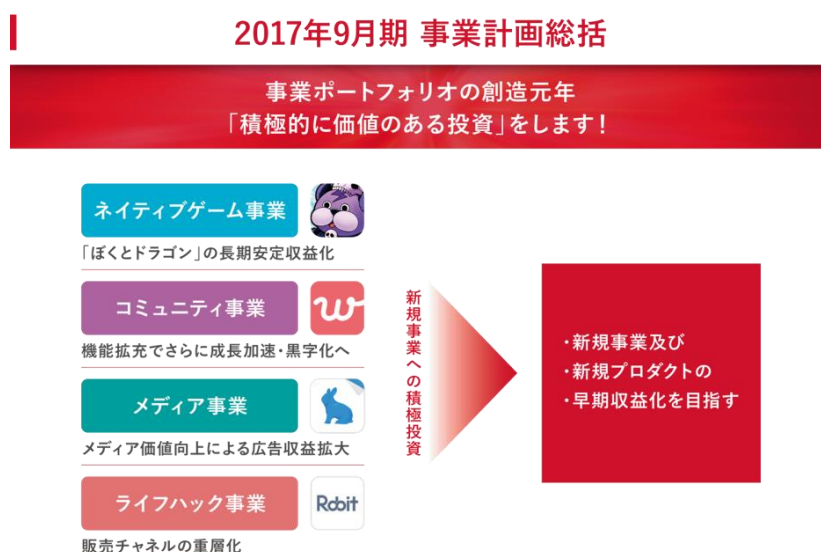 2017年9月期 事業計画総括
事業ポートフォリオの創造元年
「積極的に価値のある投資」をします!
ネイティブゲーム事業
「ぼくとドラゴン」の長期安定収益化
コミュニティ事業
w
機能拡充でさらに成長加速・黒字化へ
メディア事業
メディア価値向上による広告収益拡大
ライフハック事業
Robit
販売チャネルの重層化
新規事業への積極投資
・新規事業及び
・新規プロダクトの
・早期収益化を目指す